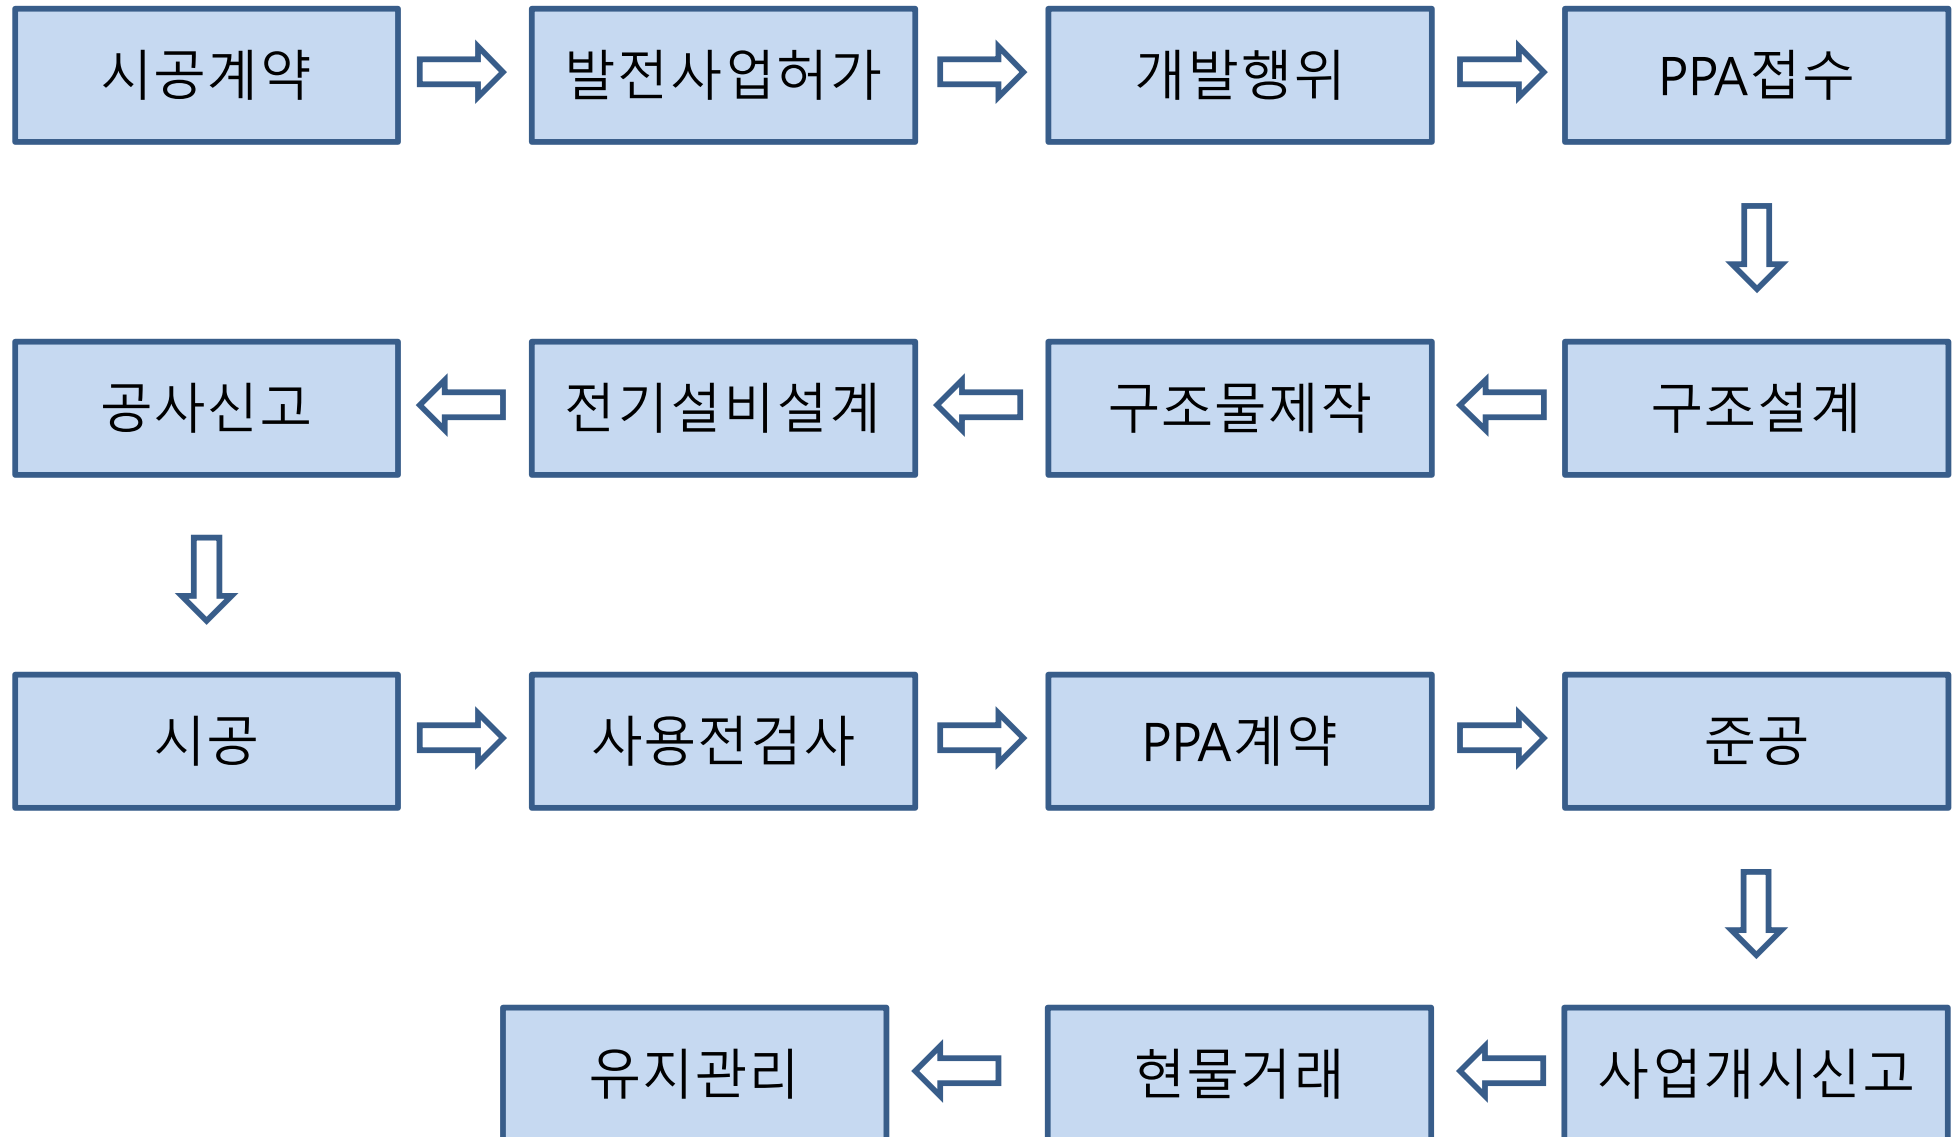 시공계약
발전사업허가
개발행위
PPA접수
구조설계
구조물제작
전기설비설계
공사신고
시공
사용전검사
PPA계약
준공
사업개시신고
현물거래
유지관리